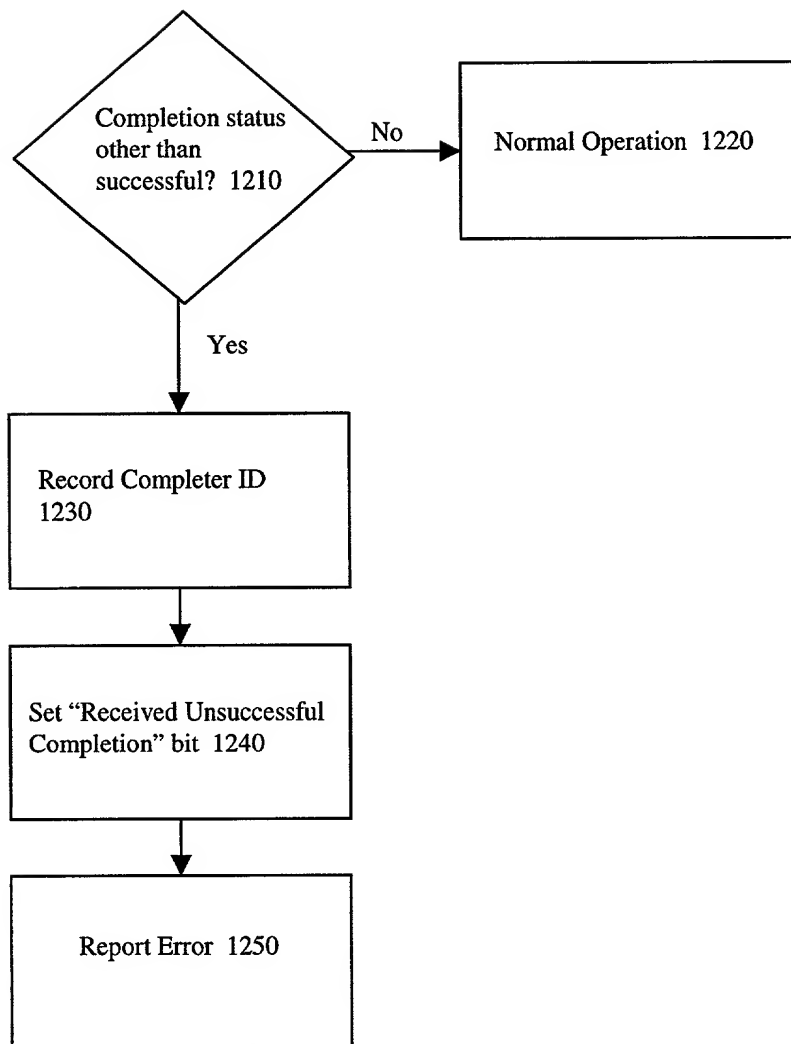 Completion status
other than
successful? 1210
No
Normal Operation 1220
Yes
Record Completer ID
1230
Set “Received Unsuccessful
Completion” bit 1240
Report Error 1250